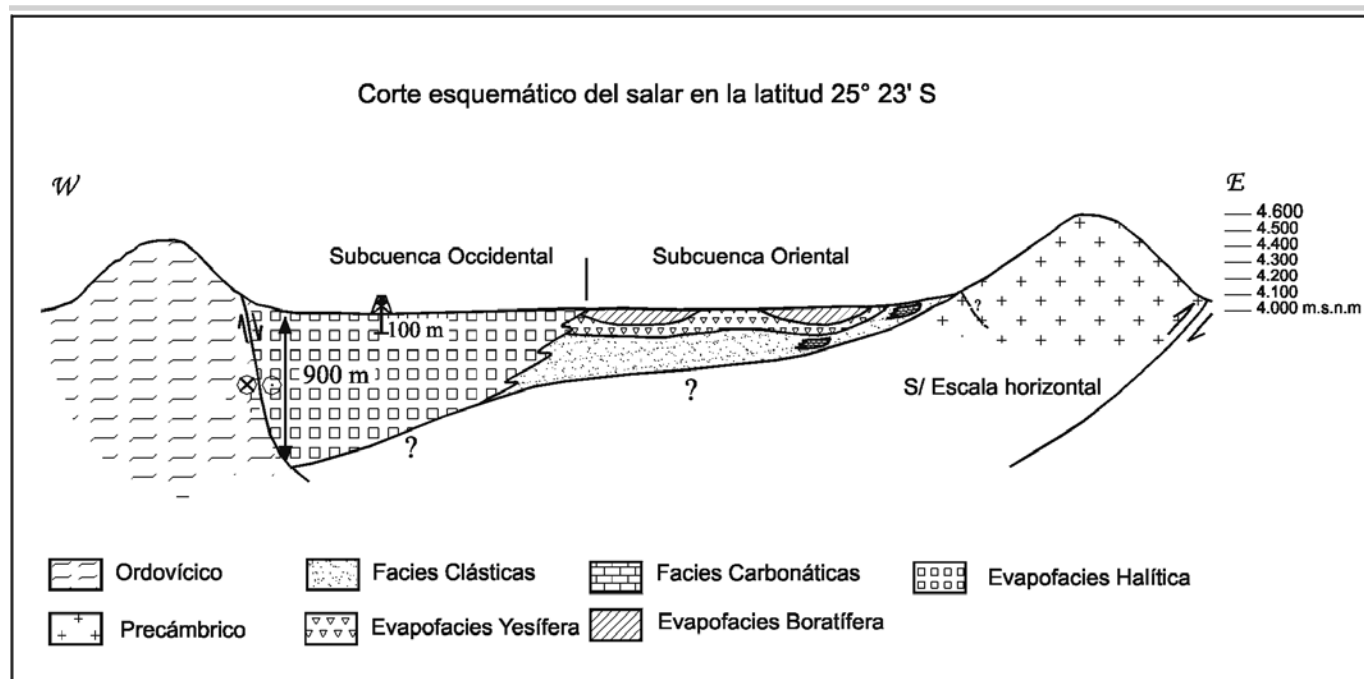 Corte esquemático del salar en la latitud 25° 23' S
W
E
4.600
4.500
4.400
4.300
4.200
4.100
4.000 m.s.n.m
Subcuenca Occidental
Subcuenca Oriental
100 m
900 m
?
?
?
S/ Escala horizontal
Ordovícico
Facies Clásticas
Facies Carbonáticas
Evapofacies Halítica
Precámbrico
Evapofacies Yesífera
Evapofacies Boratífera